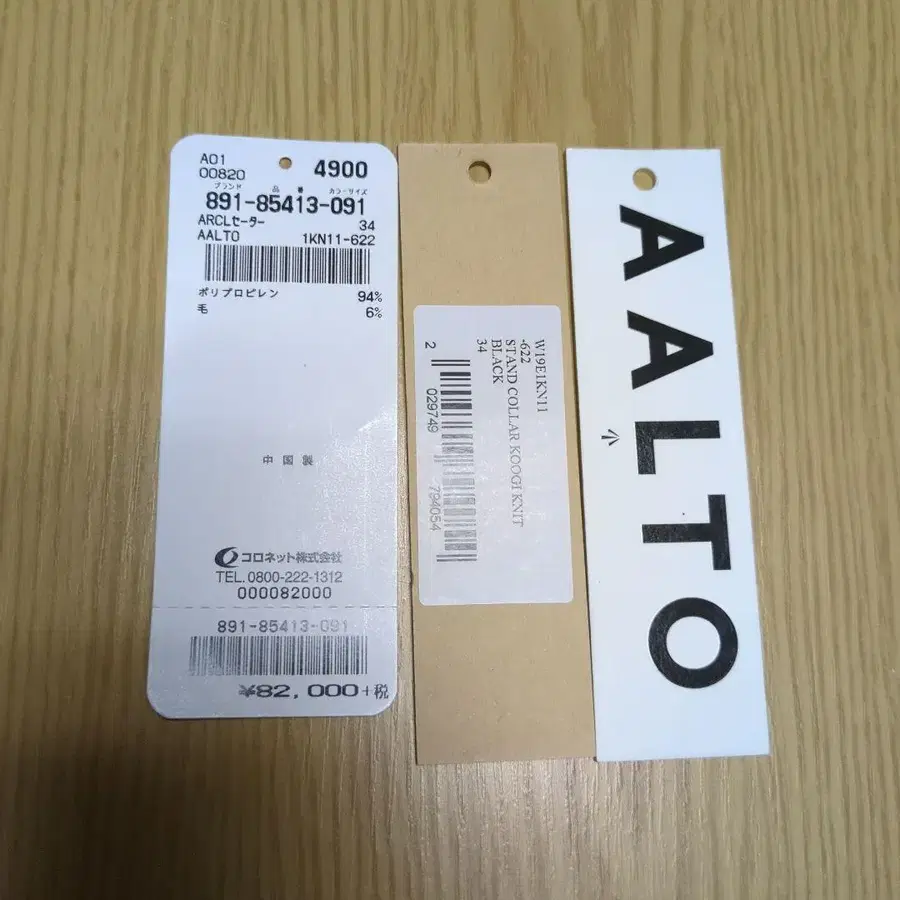 A01
00820
4900
ブランド 品番 カラーサイズ
891-85413-091
ARCLセーター 34
AALTO 1KN11-622
ポリプロピレン 94%
毛 6%
中国製
コロネット株式会社
TEL.0800-222-1312
000082000
891-85413-091
¥82,000+税
W19E1KN11
-622
STAND COLLAR KOOGI KNIT
BLACK
34
2 029749 794054
AALTO